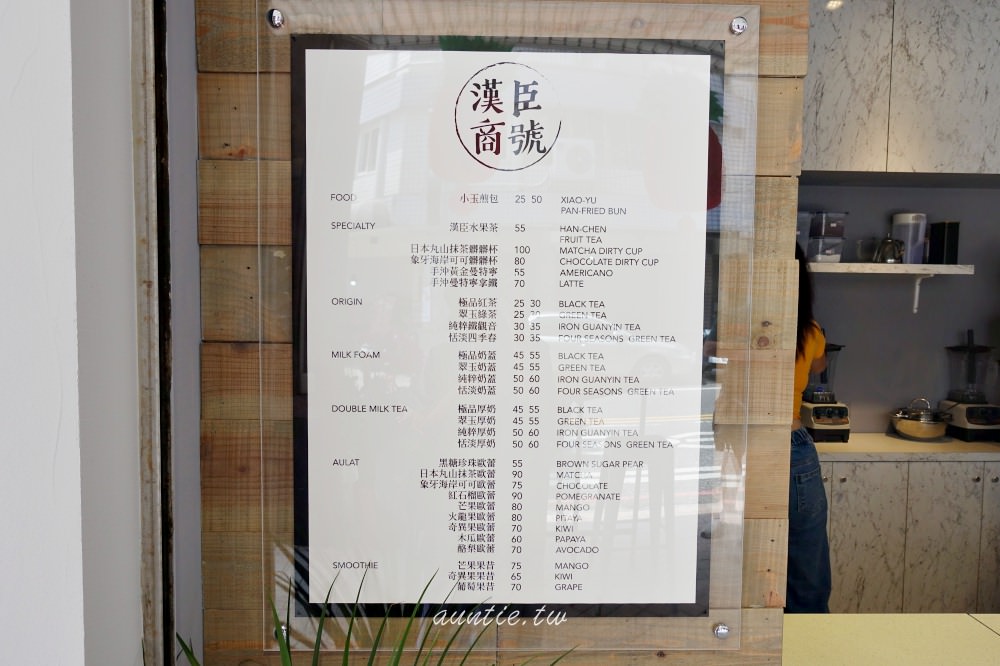 漢臣
商號
FOOD 小玉煎包 25 50 XIAO-YU
PAN-FRIED BUN
SPECIALTY 漢臣水果茶 55 HAN-CHEN
FRUIT TEA
日本丸山抹茶髒髒杯 100 MATCHA DIRTY CUP
象牙海岸可可髒髒杯 80 CHOCOLATE DIRTY CUP
手沖黃金曼特寧 55 AMERICANO
手沖曼特寧拿鐵 70 LATTE
ORIGIN 極品紅茶 25 30 BLACK TEA
翠玉綠茶 25 30 GREEN TEA
純粹鐵觀音 30 35 IRON GUANYIN TEA
恬淡四季春 30 35 FOUR SEASONS GREEN TEA
MILK FOAM 極品奶蓋 45 55 BLACK TEA
翠玉奶蓋 45 55 GREEN TEA
純粹奶蓋 50 60 IRON GUANYIN TEA
恬淡奶蓋 50 60 FOUR SEASONS GREEN TEA
DOUBLE MILK TEA 極品厚奶 45 55 BLACK TEA
翠玉厚奶 45 55 GREEN TEA
純粹厚奶 50 60 IRON GUANYIN TEA
恬淡厚奶 50 60 FOUR SEASONS GREEN TEA
AULAT 黑糖珍珠歐蕾 55 BROWN SUGAR PEAR
日本丸山抹茶歐蕾 90 MATCHA
象牙海岸可可歐蕾 75 CHOCOLATE
紅石榴歐蕾 90 POMEGRANATE
芒果歐蕾 80 MANGO
火龍果歐蕾 80 PITAYA
奇異果歐蕾 70 KIWI
木瓜歐蕾 60 PAPAYA
酪梨歐蕾 70 AVOCADO
SMOOTHIE 芒果果昔 75 MANGO
奇異果果昔 65 KIWI
葡萄果昔 70 GRAPE
auntie.tw